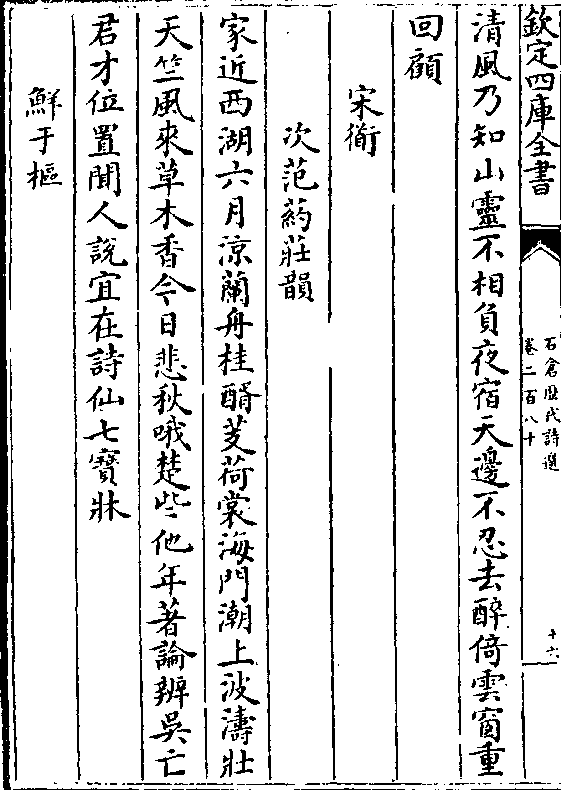 欽定四庫全書
石倉歴代詩選
卷二百八十
十六
清風乃知山靈不相負夜宿天邊不忍去醉倚雲窗重
回顧
宋衜
次范葯莊韻
家近西湖六月涼蘭舟桂醑芰荷裳海門潮上波濤壯
天竺風來草木香今日悲秋哦楚些他年著論辨吳亡
君才位置聞人說宜在詩仙七寳牀
鮮于樞